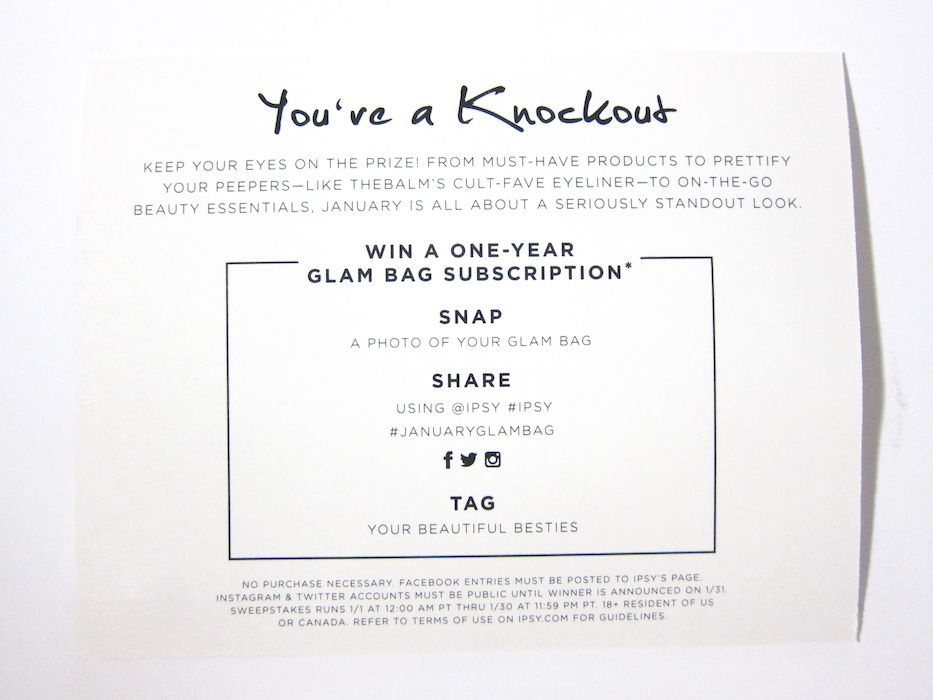 You've a Knockout
KEEP YOUR EYES ON THE PRIZE! FROM MUST-HAVE PRODUCTS TO PRETTIFY
YOUR PEEPERS—LIKE THEBALM'S CULT-FAVE EYELINER—TO ON-THE-GO
BEAUTY ESSENTIALS, JANUARY IS ALL ABOUT A SERIOUSLY STANDOUT LOOK.
WIN A ONE-YEAR
GLAM BAG SUBSCRIPTION*
SNAP
A PHOTO OF YOUR GLAM BAG
SHARE
USING @IPSY #IPSY
#JANUARYGLAMBAG
TAG
YOUR BEAUTIFUL BESTIES
NO PURCHASE NECESSARY. FACEBOOK ENTRIES MUST BE POSTED TO IPSY'S PAGE.
INSTAGRAM & TWITTER ACCOUNTS MUST BE PUBLIC UNTIL WINNER IS ANNOUNCED ON 1/31.
SWEEPSTAKES RUNS 1/1 AT 12:00 AM PT THRU 1/30 AT 11:59 PM PT. 18+ RESIDENT OF US
OR CANADA. REFER TO TERMS OF USE ON IPSY.COM FOR GUIDELINES.